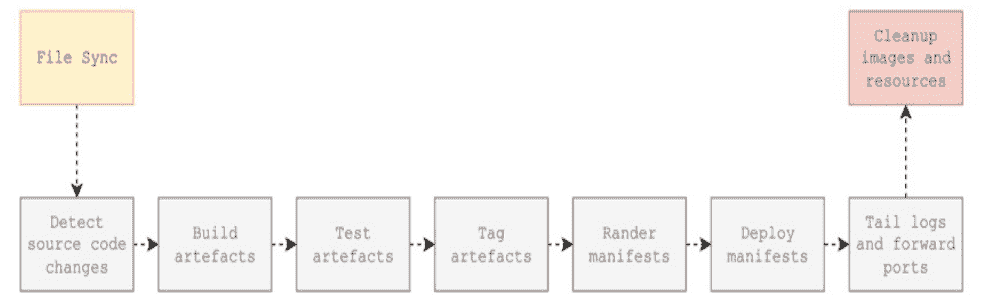 File Sync
Cleanup
images and
resources
Detect
source code
changes
Build
artefacts
Test
artefacts
Tag
artefacts
Rander
manifests
Deploy
manifests
Tail logs
and forward
ports